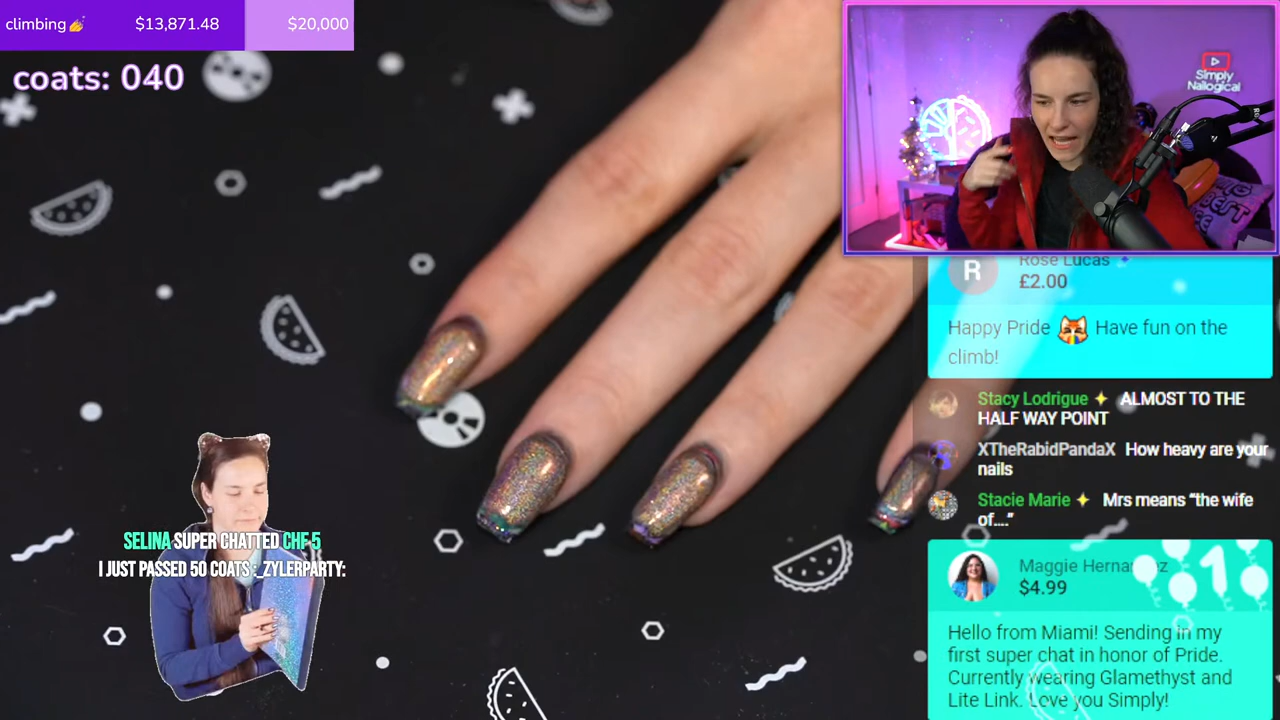 climbing💅 $13,871.48 $20,000
coats: 040
Simply
Nailogical
Rose Lucas
£2.00
Happy Pride Have fun on the
climb!
Stacy Lodrigue ALMOST TO THE
HALF WAY POINT
XTheRabidPandaX How heavy are your
nails
Stacie Marie Mrs means “the wife
of....”
Maggie Hernandez
$4.99
Hello from Miami! Sending in my
first super chat in honor of Pride.
Currently wearing Glamethyst and
Lite Link. Love you Simply!
SELINA SUPER CHATTED CHF 5
I JUST PASSED 50 COATS :_ZYLERPARTY: